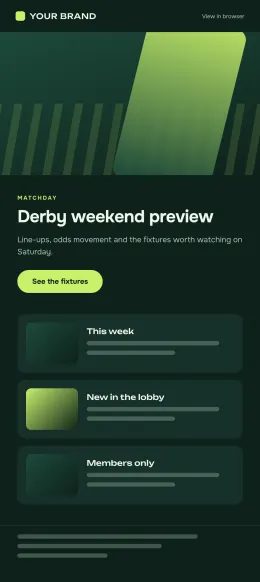 YOUR BRAND
View in browser
MATCHDAY
Derby weekend preview
Line-ups, odds movement and the fixtures worth watching on
Saturday.
See the fixtures
This week
New in the lobby
Members only